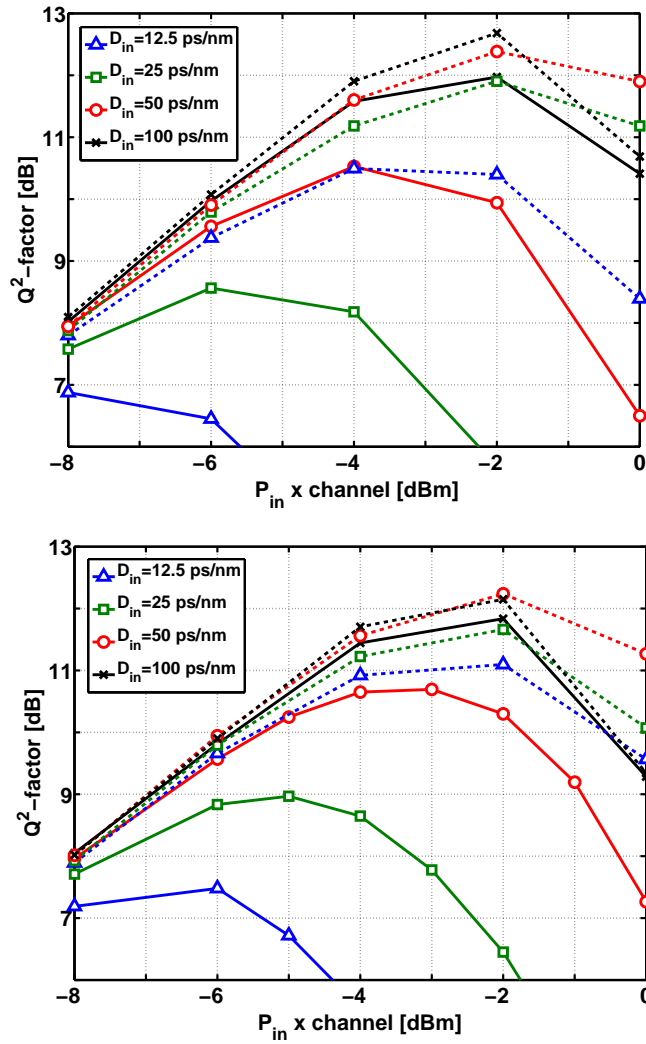 13
11
9
7
Q²−factor [dB]
D_in=12.5 ps/nm
D_in=25 ps/nm
D_in=50 ps/nm
D_in=100 ps/nm
−8 −6 −4 −2 0
P_in x channel [dBm]
13
11
9
7
Q²−factor [dB]
D_in=12.5 ps/nm
D_in=25 ps/nm
D_in=50 ps/nm
D_in=100 ps/nm
−8 −6 −4 −2 0
P_in x channel [dBm]